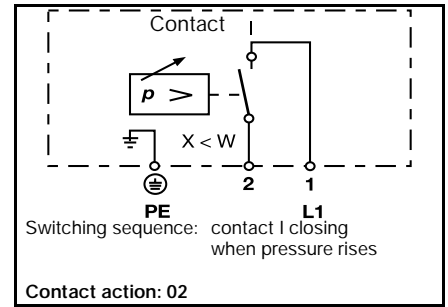 Contact I
p >
X < W
2 1
PE L1
Switching sequence: contact I closing
when pressure rises
Contact action: 02